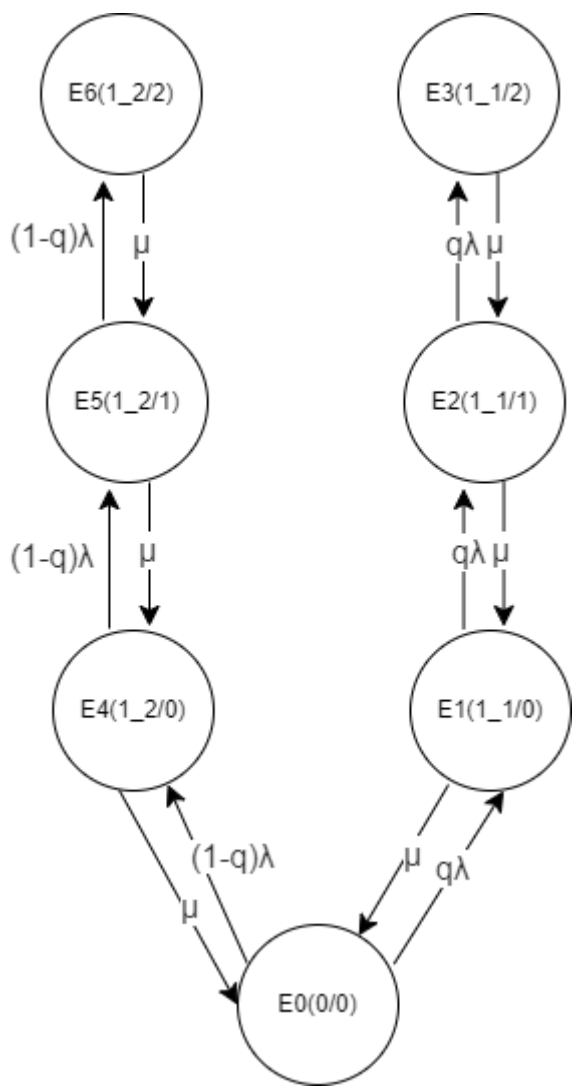 E6(1_2/2)
E3(1_1/2)
(1-q)λ
μ
qλ
μ
E5(1_2/1)
E2(1_1/1)
(1-q)λ
μ
qλ
μ
E4(1_2/0)
E1(1_1/0)
(1-q)λ
μ
qλ
μ
E0(0/0)